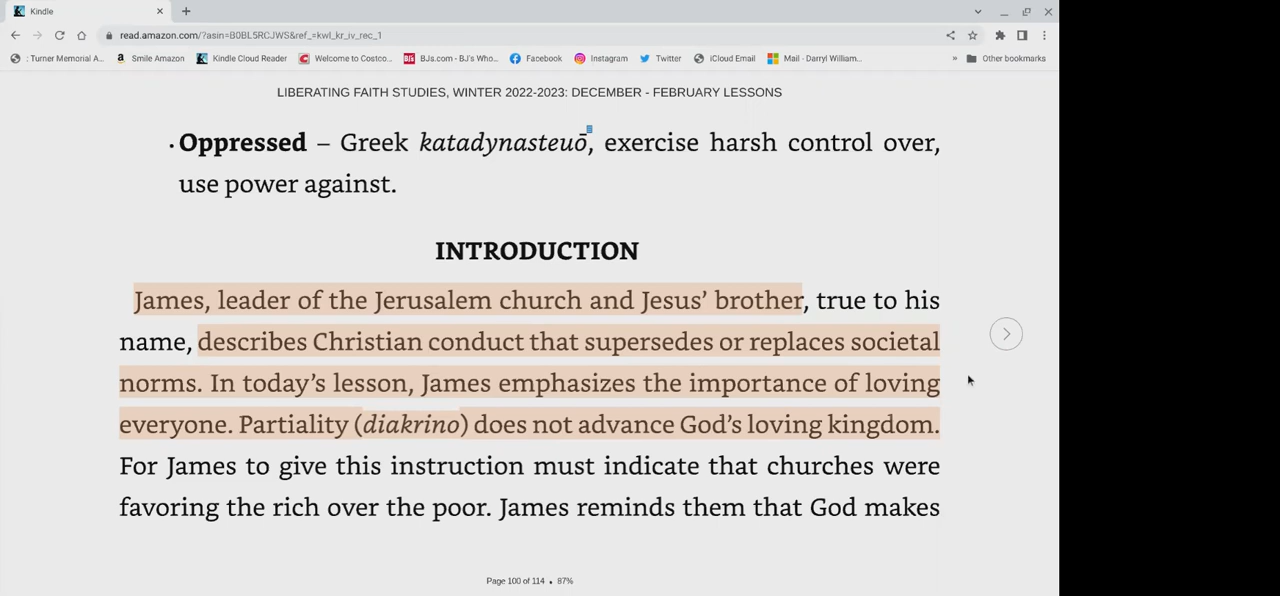 Kindle
read.amazon.com/?asin=B0BL5RCJWS&ref_=kwl_kr_iv_rec_1
: Turner Memorial A... Smile Amazon Kindle Cloud Reader Welcome to Costco... BJs.com - BJ's Who... Facebook Instagram Twitter iCloud Email Mail - Darryl William... » Other bookmarks
LIBERATING FAITH STUDIES, WINTER 2022-2023: DECEMBER - FEBRUARY LESSONS
• Oppressed – Greek katadynasteuō, exercise harsh control over,
use power against.
INTRODUCTION
James, leader of the Jerusalem church and Jesus’ brother, true to his
name, describes Christian conduct that supersedes or replaces societal
norms. In today’s lesson, James emphasizes the importance of loving
everyone. Partiality (diakrino) does not advance God’s loving kingdom.
For James to give this instruction must indicate that churches were
favoring the rich over the poor. James reminds them that God makes
Page 100 of 114 • 87%